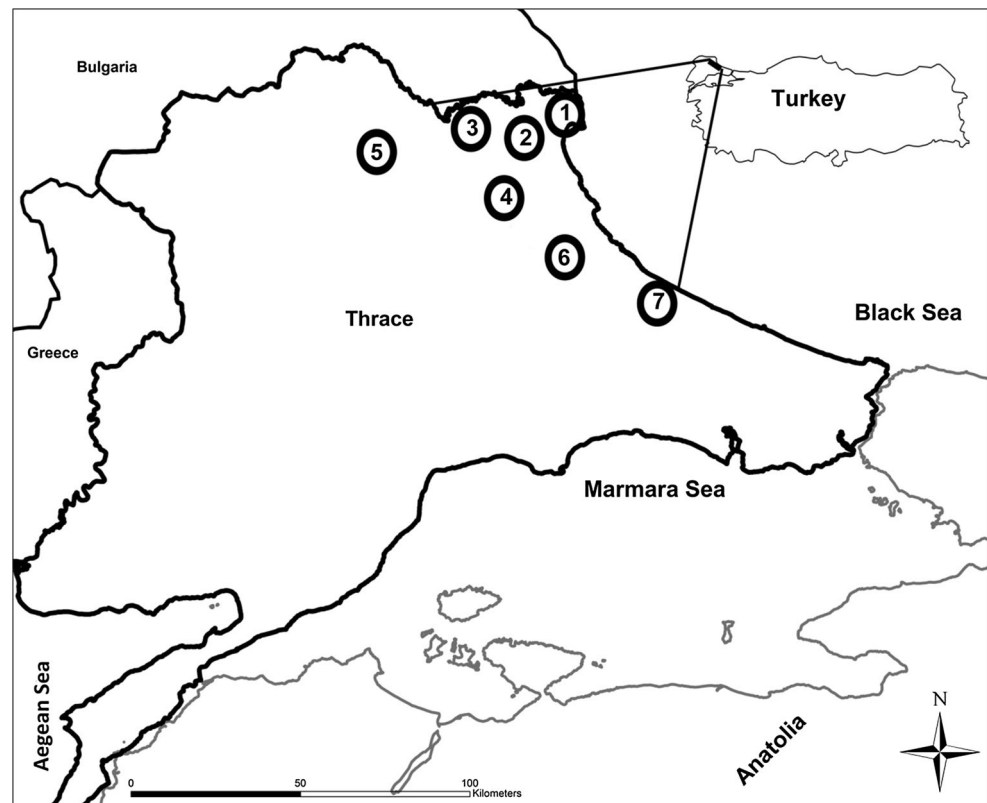 Bulgaria
Turkey
1
3
2
5
4
6
7
Thrace
Black Sea
Greece
Marmara Sea
Aegean Sea
Anatolia
N
0 50 100
Kilometers